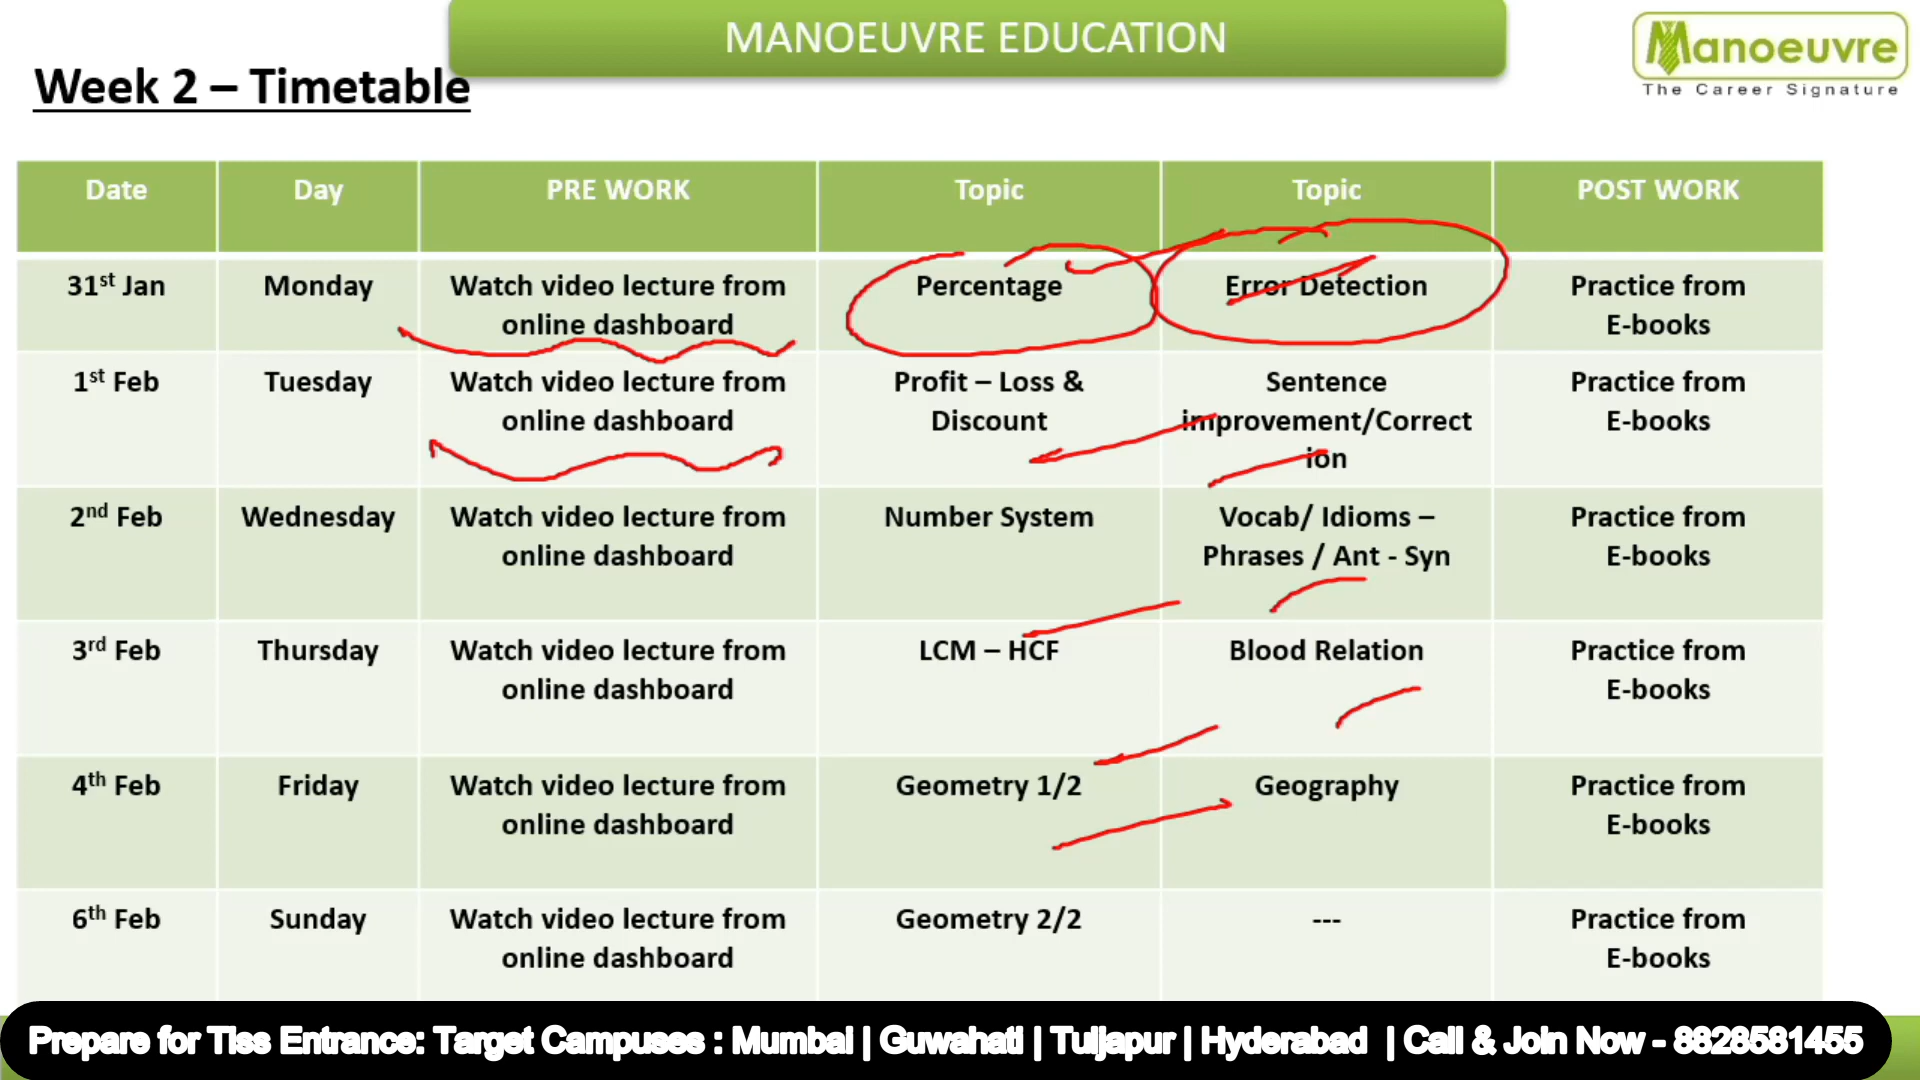 MANOEUVRE EDUCATION
Manoeuvre
The Career Signature
Week 2 – Timetable
Date Day PRE WORK Topic Topic POST WORK
31st Jan Monday Watch video lecture from Percentage Error Detection Practice from
online dashboard E-books
1st Feb Tuesday Watch video lecture from Profit – Loss & Sentence Practice from
online dashboard Discount improvement/Correct E-books
ion
2nd Feb Wednesday Watch video lecture from Number System Vocab/ Idioms – Practice from
online dashboard Phrases / Ant - Syn E-books
3rd Feb Thursday Watch video lecture from LCM – HCF Blood Relation Practice from
online dashboard E-books
4th Feb Friday Watch video lecture from Geometry 1/2 Geography Practice from
online dashboard E-books
6th Feb Sunday Watch video lecture from Geometry 2/2 --- Practice from
online dashboard E-books
Prepare for Tiss Entrance: Target Campuses : Mumbai | Guwahati | Tuljapur | Hyderabad | Call & Join Now - 8828581455